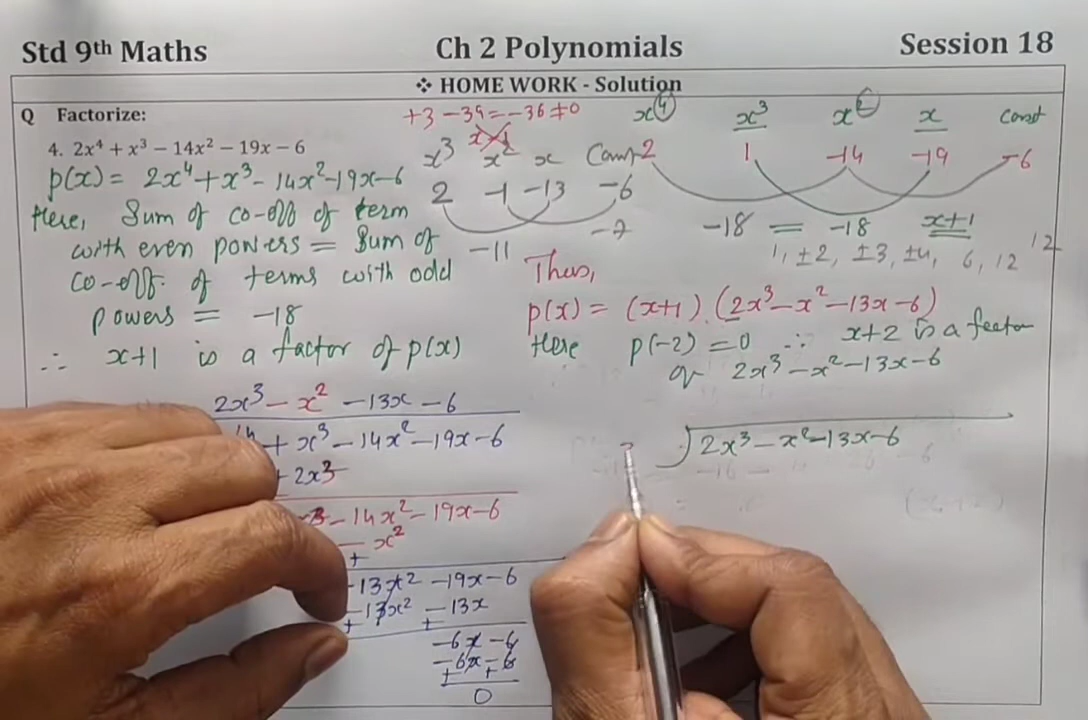 Std 9th Maths Ch 2 Polynomials Session 18
❖ HOME WORK - Solution
Q Factorize:
4. 2x⁴ + x³ – 14x² – 19x – 6
p(x) = 2x⁴+x³-14x²-19x-6
Here, Sum of co-off of term
with even powers = Sum of
co-eff. of terms with odd
powers = -18
∴ x+1 is a factor of p(x)
2x³ - x² -13x -6
+ x³ -14x² -19x -6
+ 2x³
-14x² -19x -6
- x²
+
-13x² -19x -6
-13x² -13x
+ +
-6x -6
-6x -6
+ +
0
+3 -39 = -36 ≠ 0
x³ x² x Const
2 -1 -13 -6
-11 -7
x⁴ x³ x² x const
2 1 -14 -19 -6
-18 = -18 x+1
1, ±2, ±3, ±4, 6, 12
12
Thus,
p(x) = (x+1) (2x³-x²-13x-6)
Here p(-2) = 0 ∴ x+2 is a feetor
of 2x³-x²-13x-6
2x³-x²-13x-6